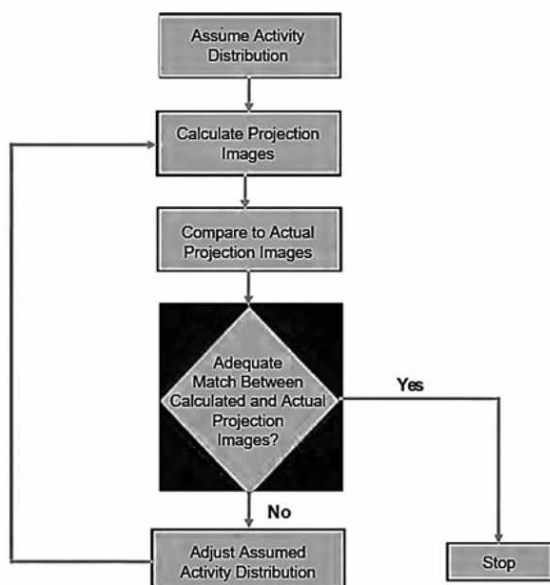 Assume Activity
Distribution
Calculate Projection
Images
Compare to Actual
Projection Images
Adequate
Match Between
Calculated and Actual
Projection
Images?
Yes
No
Adjust Assumed
Activity Distribution
Stop